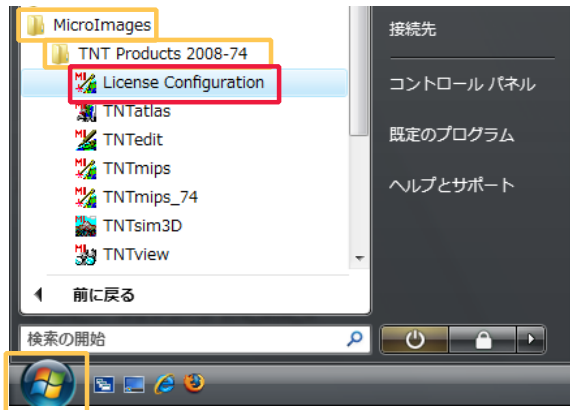 MicroImages
TNT Products 2008-74
License Configuration
TNTatlas
TNTedit
TNTmips
TNTmips_74
TNTsim3D
TNTview
前に戻る
検索の開始
接続先
コントロール パネル
既定のプログラム
ヘルプとサポート